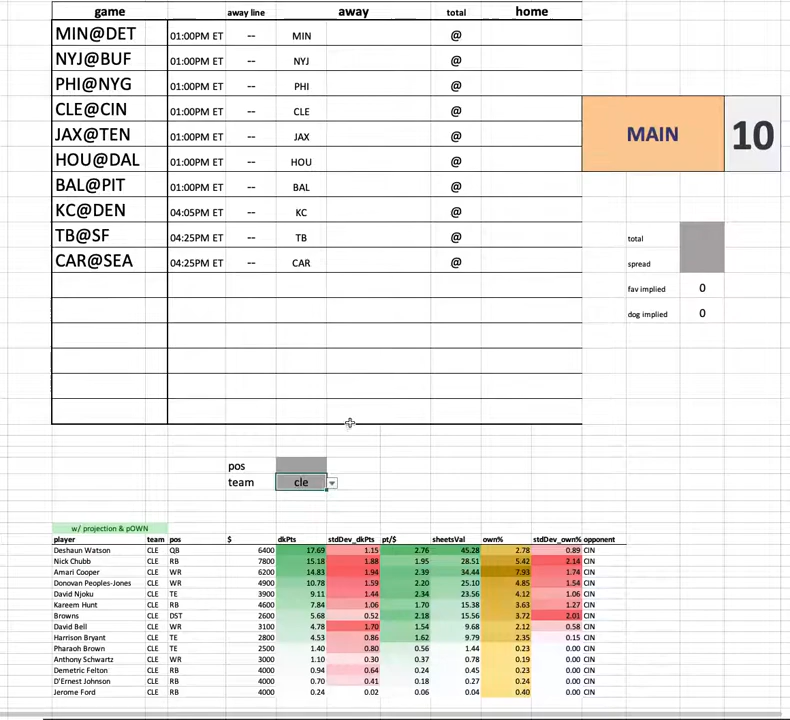 game away line away total home
MIN@DET 01:00PM ET -- MIN @
NYJ@BUF 01:00PM ET -- NYJ @
PHI@NYG 01:00PM ET -- PHI @
CLE@CIN 01:00PM ET -- CLE @
JAX@TEN 01:00PM ET -- JAX @
MAIN 10
HOU@DAL 01:00PM ET -- HOU @
BAL@PIT 01:00PM ET -- BAL @
KC@DEN 04:05PM ET -- KC @
TB@SF 04:25PM ET -- TB @
total
CAR@SEA 04:25PM ET -- CAR @
spread
fav implied 0
dog implied 0
pos
team cle
w/ projection & pOWN
player team pos $ dkPts stdDev_dkPts pt/$ sheetsVal own% stdDev_own% opponent
Deshaun Watson CLE QB 6400 17.69 1.15 2.76 45.28 2.78 0.89 CIN
Nick Chubb CLE RB 7800 15.18 1.88 1.95 28.51 5.42 2.14 CIN
Amari Cooper CLE WR 6200 14.83 1.94 2.39 34.44 7.93 1.74 CIN
Donovan Peoples-Jones CLE WR 4900 10.78 1.59 2.20 25.10 4.85 1.54 CIN
David Njoku CLE TE 3900 9.11 1.44 2.34 23.56 4.12 1.06 CIN
Kareem Hunt CLE RB 4600 7.84 1.06 1.70 15.38 3.63 1.27 CIN
Browns CLE DST 2600 5.68 0.52 2.18 15.56 3.72 2.01 CIN
David Bell CLE WR 3100 4.78 1.70 1.54 9.68 2.12 0.58 CIN
Harrison Bryant CLE TE 2800 4.53 0.86 1.62 9.79 2.35 0.15 CIN
Pharaoh Brown CLE TE 2500 1.40 0.80 0.56 1.44 0.23 0.00 CIN
Anthony Schwartz CLE WR 3000 1.10 0.30 0.37 0.78 0.19 0.00 CIN
Demetric Felton CLE RB 4000 0.94 0.64 0.24 0.45 0.23 0.00 CIN
D'Ernest Johnson CLE RB 4000 0.70 0.41 0.18 0.27 0.24 0.00 CIN
Jerome Ford CLE RB 4000 0.24 0.02 0.06 0.04 0.40 0.00 CIN